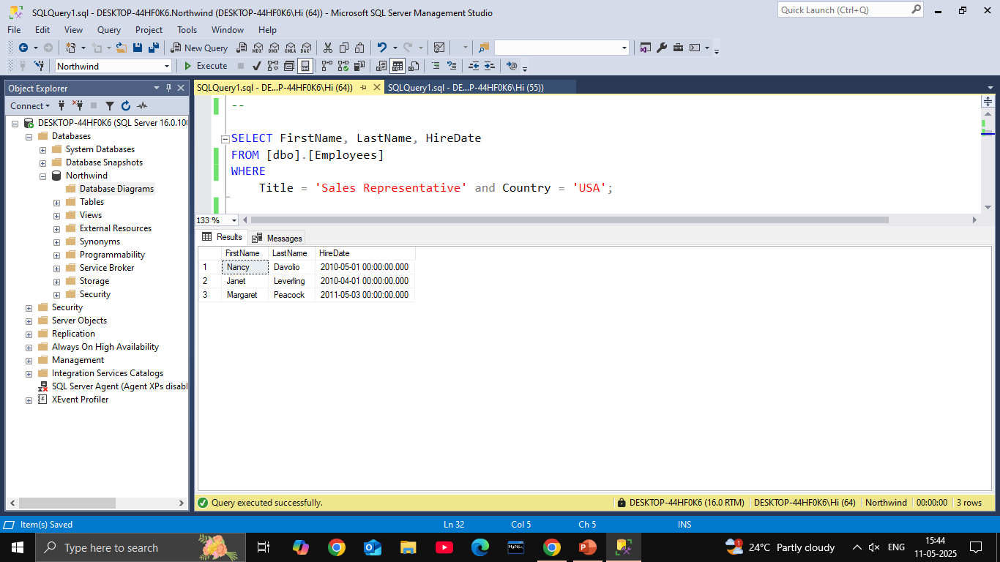 SQLQuery1.sql - DESKTOP-44HF0K6.Northwind (DESKTOP-44HF0K6\Hi (64)) - Microsoft SQL Server Management Studio
Quick Launch (Ctrl+Q)
File Edit View Query Project Tools Window Help
New Query MDX DMX XMLA DAX
Northwind Execute
Object Explorer
Connect
DESKTOP-44HF0K6 (SQL Server 16.0.100
Databases
System Databases
Database Snapshots
Northwind
Database Diagrams
Tables
Views
External Resources
Synonyms
Programmability
Service Broker
Storage
Security
Security
Server Objects
Replication
Always On High Availability
Management
Integration Services Catalogs
SQL Server Agent (Agent XPs disabl
XEvent Profiler
SQLQuery1.sql - DE...P-44HF0K6\Hi (64)) SQLQuery1.sql - DE...P-44HF0K6\Hi (55))
--
SELECT FirstName, LastName, HireDate
FROM [dbo].[Employees]
WHERE
Title = 'Sales Representative' and Country = 'USA';
133 %
Results Messages
FirstName LastName HireDate
1 Nancy Davolio 2010-05-01 00:00:00.000
2 Janet Leverling 2010-04-01 00:00:00.000
3 Margaret Peacock 2011-05-03 00:00:00.000
Query executed successfully. DESKTOP-44HF0K6 (16.0 RTM) DESKTOP-44HF0K6\Hi (64) Northwind 00:00:00 3 rows
Item(s) Saved Ln 32 Col 5 Ch 5 INS
Type here to search MySQL 1 24°C Partly cloudy ENG 15:44
11-05-2025